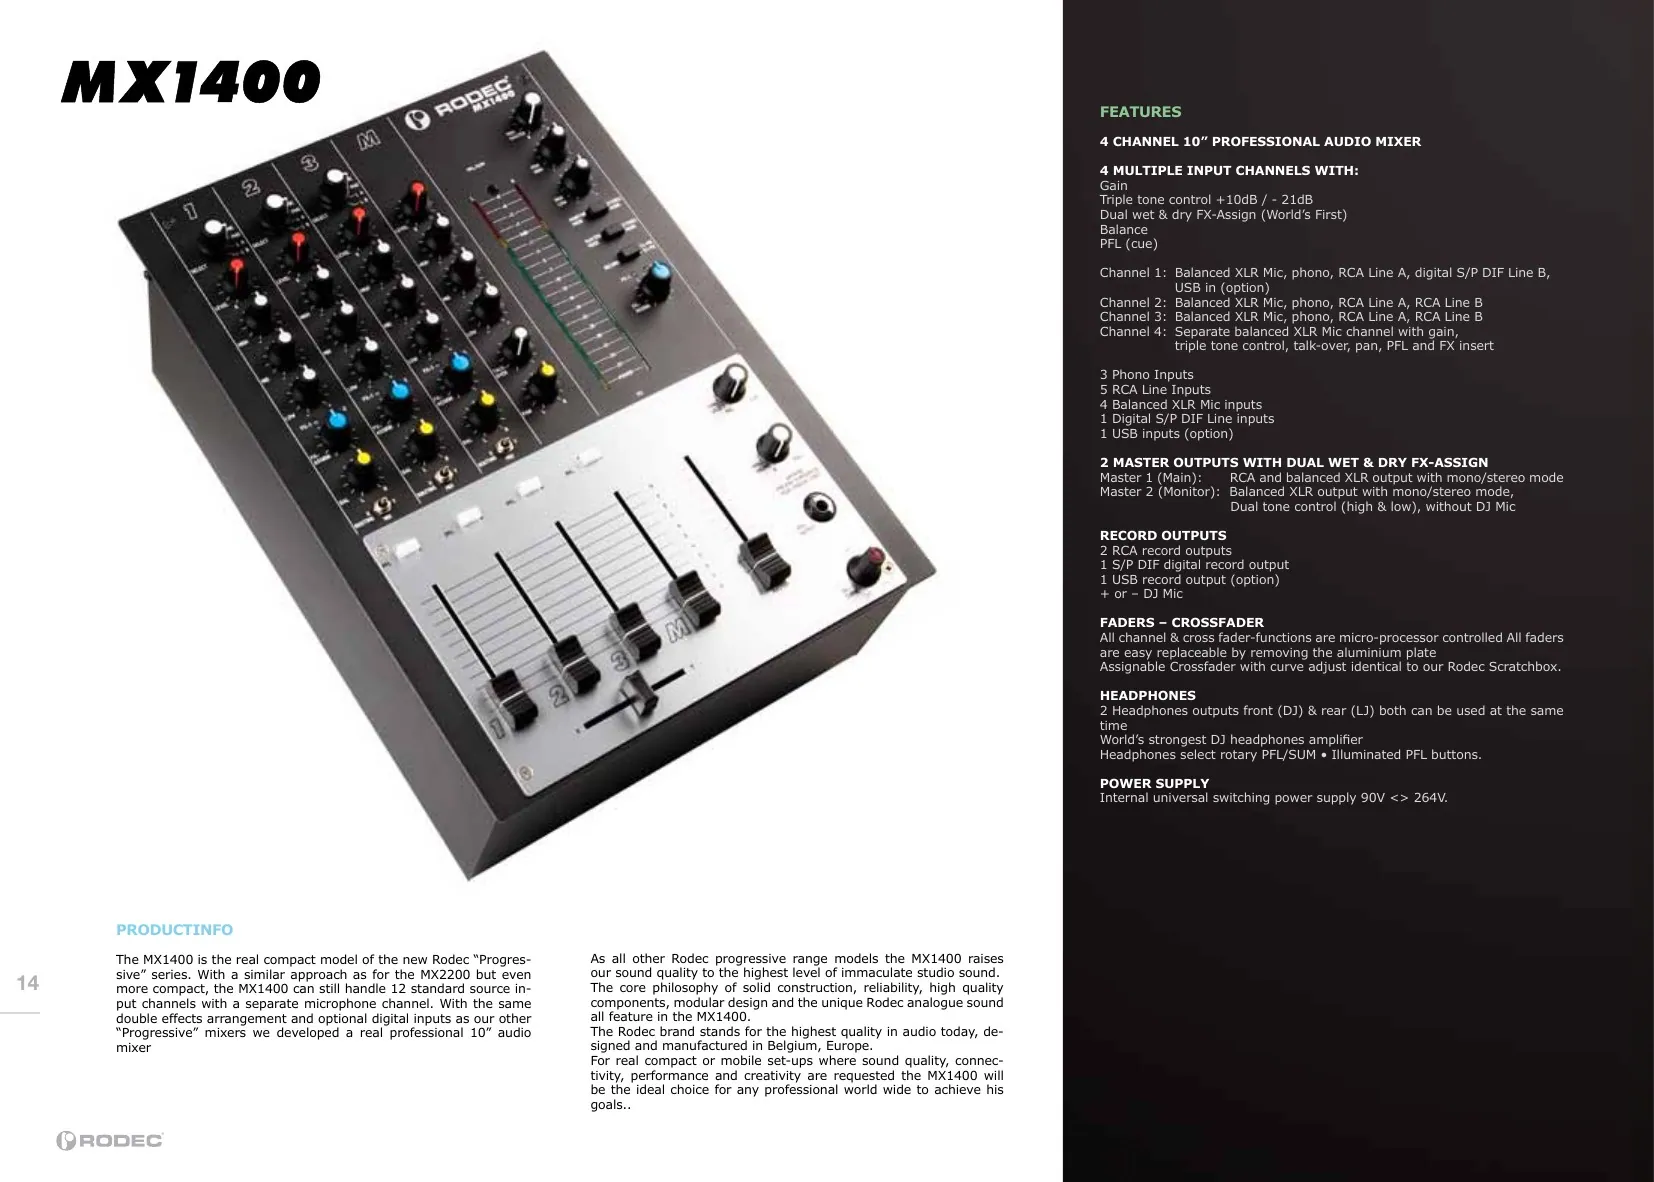 MX1400
RODEC
MX1400
1
2
3
M
1
2
3
M
PRODUCTINFO
The MX1400 is the real compact model of the new Rodec “Progres-
sive” series. With a similar approach as for the MX2200 but even
more compact, the MX1400 can still handle 12 standard source in-
put channels with a separate microphone channel. With the same
double effects arrangement and optional digital inputs as our other
“Progressive” mixers we developed a real professional 10” audio
mixer
As all other Rodec progressive range models the MX1400 raises
our sound quality to the highest level of immaculate studio sound.
The core philosophy of solid construction, reliability, high quality
components, modular design and the unique Rodec analogue sound
all feature in the MX1400.
The Rodec brand stands for the highest quality in audio today, de-
signed and manufactured in Belgium, Europe.
For real compact or mobile set-ups where sound quality, connec-
tivity, performance and creativity are requested the MX1400 will
be the ideal choice for any professional world wide to achieve his
goals..
14
RODEC
FEATURES
4 CHANNEL 10” PROFESSIONAL AUDIO MIXER
4 MULTIPLE INPUT CHANNELS WITH:
Gain
Triple tone control +10dB / - 21dB
Dual wet & dry FX-Assign (World’s First)
Balance
PFL (cue)
Channel 1: Balanced XLR Mic, phono, RCA Line A, digital S/P DIF Line B,
USB in (option)
Channel 2: Balanced XLR Mic, phono, RCA Line A, RCA Line B
Channel 3: Balanced XLR Mic, phono, RCA Line A, RCA Line B
Channel 4: Separate balanced XLR Mic channel with gain,
triple tone control, talk-over, pan, PFL and FX insert
3 Phono Inputs
5 RCA Line Inputs
4 Balanced XLR Mic inputs
1 Digital S/P DIF Line inputs
1 USB inputs (option)
2 MASTER OUTPUTS WITH DUAL WET & DRY FX-ASSIGN
Master 1 (Main): RCA and balanced XLR output with mono/stereo mode
Master 2 (Monitor): Balanced XLR output with mono/stereo mode,
Dual tone control (high & low), without DJ Mic
RECORD OUTPUTS
2 RCA record outputs
1 S/P DIF digital record output
1 USB record output (option)
+ or – DJ Mic
FADERS – CROSSFADER
All channel & cross fader-functions are micro-processor controlled All faders
are easy replaceable by removing the aluminium plate
Assignable Crossfader with curve adjust identical to our Rodec Scratchbox.
HEADPHONES
2 Headphones outputs front (DJ) & rear (LJ) both can be used at the same
time
World’s strongest DJ headphones amplifier
Headphones select rotary PFL/SUM • Illuminated PFL buttons.
POWER SUPPLY
Internal universal switching power supply 90V <> 264V.